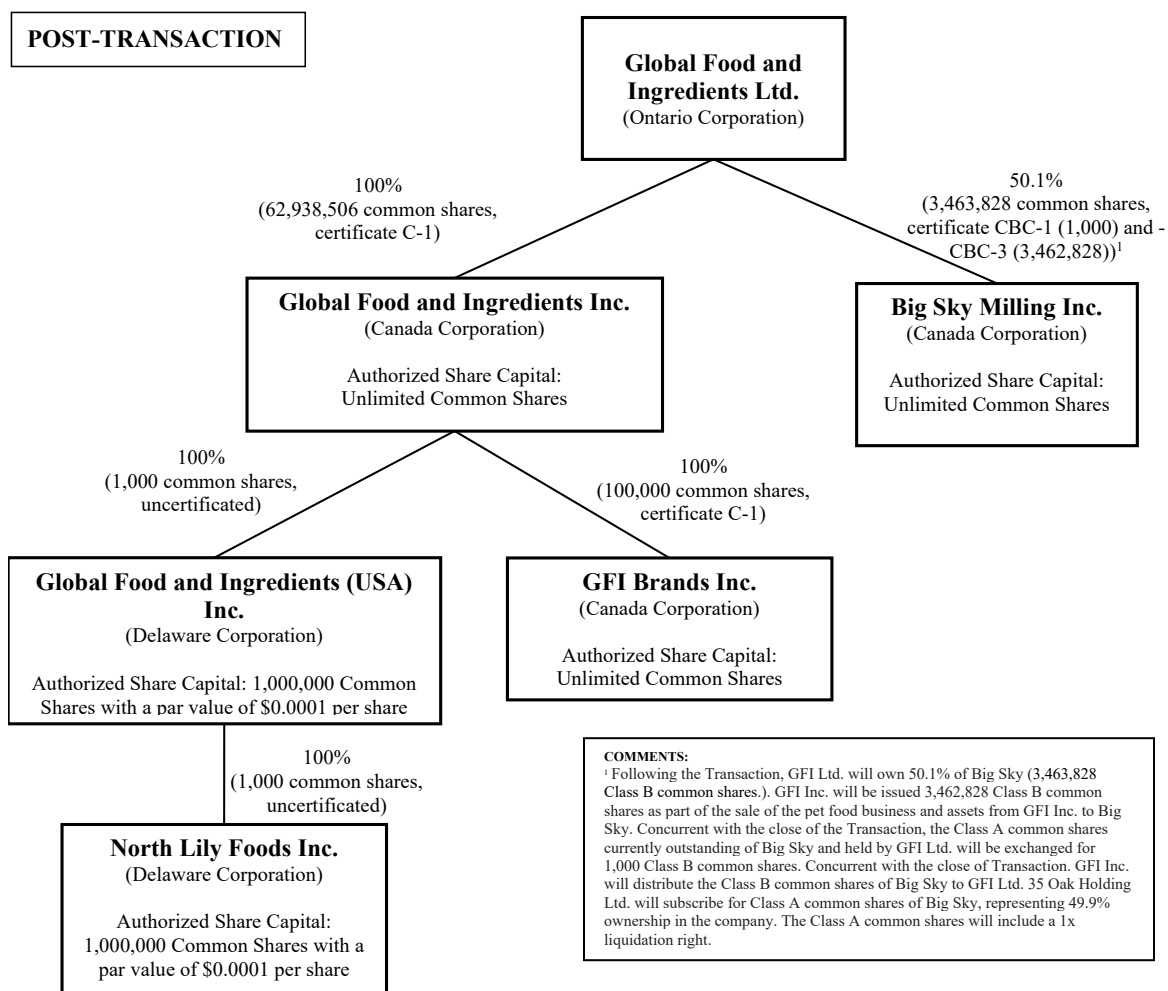 POST-TRANSACTION
Global Food and
Ingredients Ltd.
(Ontario Corporation)
100%
(62,938,506 common shares,
certificate C-1)
50.1%
(3,463,828 common shares,
certificate CBC-1 (1,000) and -
CBC-3 (3,462,828))¹
Global Food and Ingredients Inc.
(Canada Corporation)
Authorized Share Capital:
Unlimited Common Shares
Big Sky Milling Inc.
(Canada Corporation)
Authorized Share Capital:
Unlimited Common Shares
100%
(1,000 common shares,
uncertificated)
100%
(100,000 common shares,
certificate C-1)
Global Food and Ingredients (USA)
Inc.
(Delaware Corporation)
Authorized Share Capital: 1,000,000 Common
Shares with a par value of $0.0001 per share
GFI Brands Inc.
(Canada Corporation)
Authorized Share Capital:
Unlimited Common Shares
100%
(1,000 common shares,
uncertificated)
North Lily Foods Inc.
(Delaware Corporation)
Authorized Share Capital:
1,000,000 Common Shares with a
par value of $0.0001 per share
COMMENTS:
¹ Following the Transaction, GFI Ltd. will own 50.1% of Big Sky (3,463,828
Class B common shares.). GFI Inc. will be issued 3,462,828 Class B common
shares as part of the sale of the pet food business and assets from GFI Inc. to Big
Sky. Concurrent with the close of the Transaction, the Class A common shares
currently outstanding of Big Sky and held by GFI Ltd. will be exchanged for
1,000 Class B common shares. Concurrent with the close of Transaction. GFI Inc.
will distribute the Class B common shares of Big Sky to GFI Ltd. 35 Oak Holding
Ltd. will subscribe for Class A common shares of Big Sky, representing 49.9%
ownership in the company. The Class A common shares will include a 1x
liquidation right.